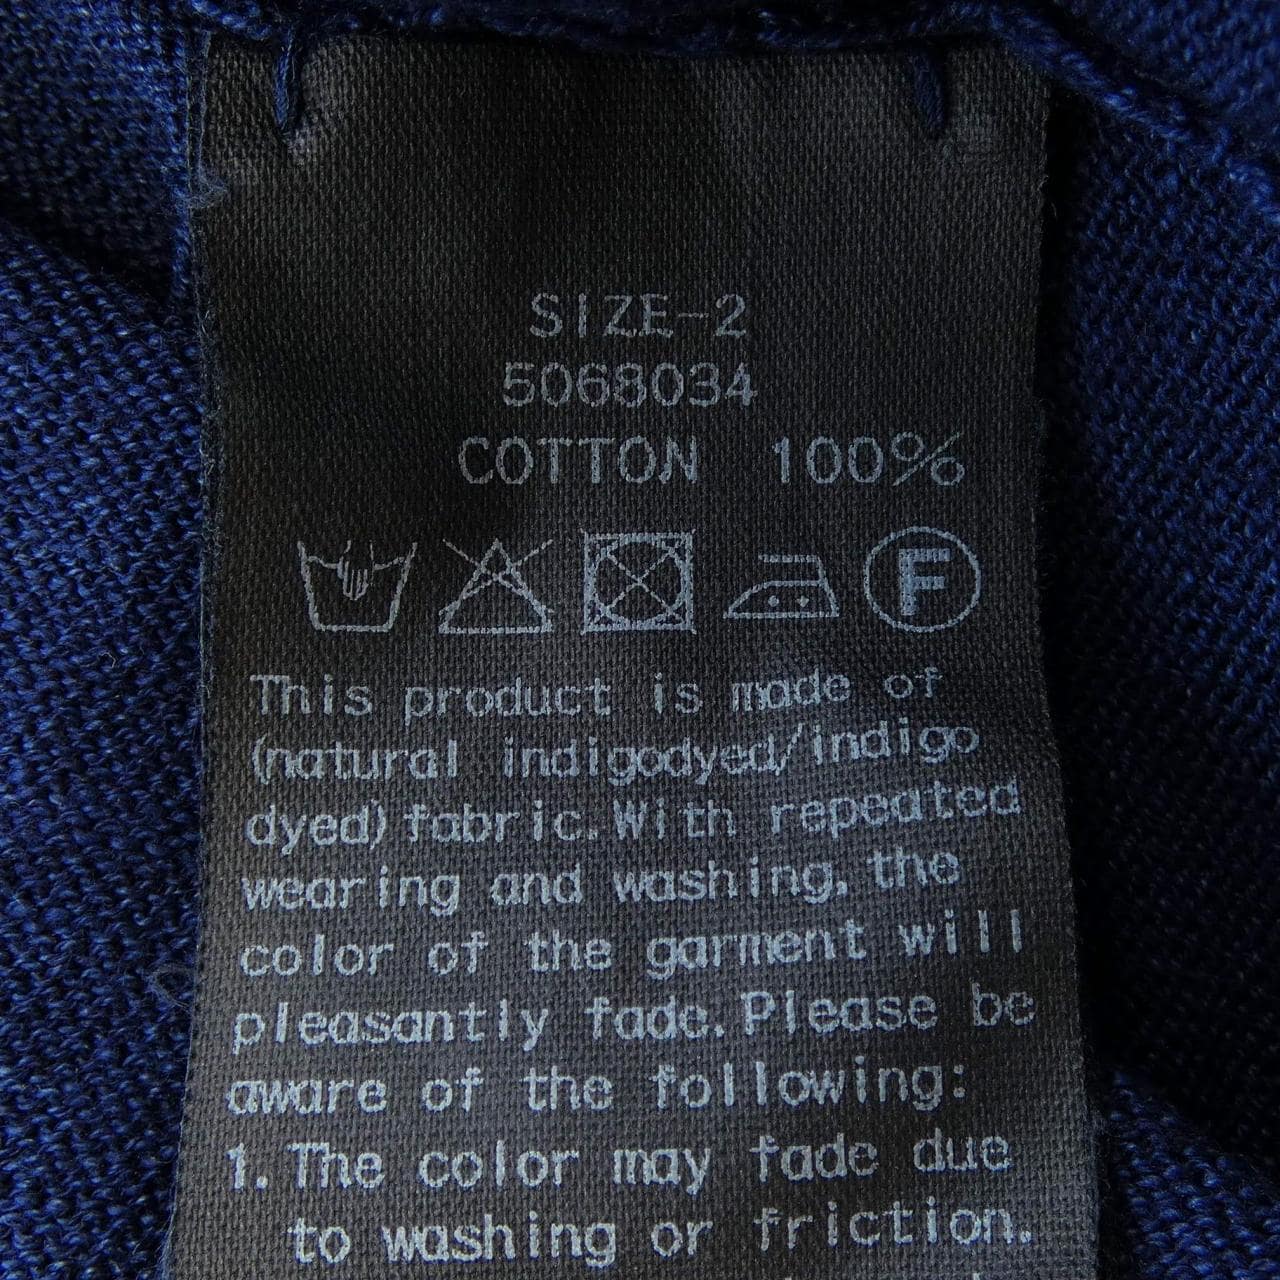 SIZE-2
5068034
COTTON 100%
F
This product is made of
(natural indigodyed/indigo
dyed) fabric. With repeated
wearing and washing, the
color of the garment will
pleasantly fade. Please be
aware of the following:
1. The color may fade due
to washing or friction.